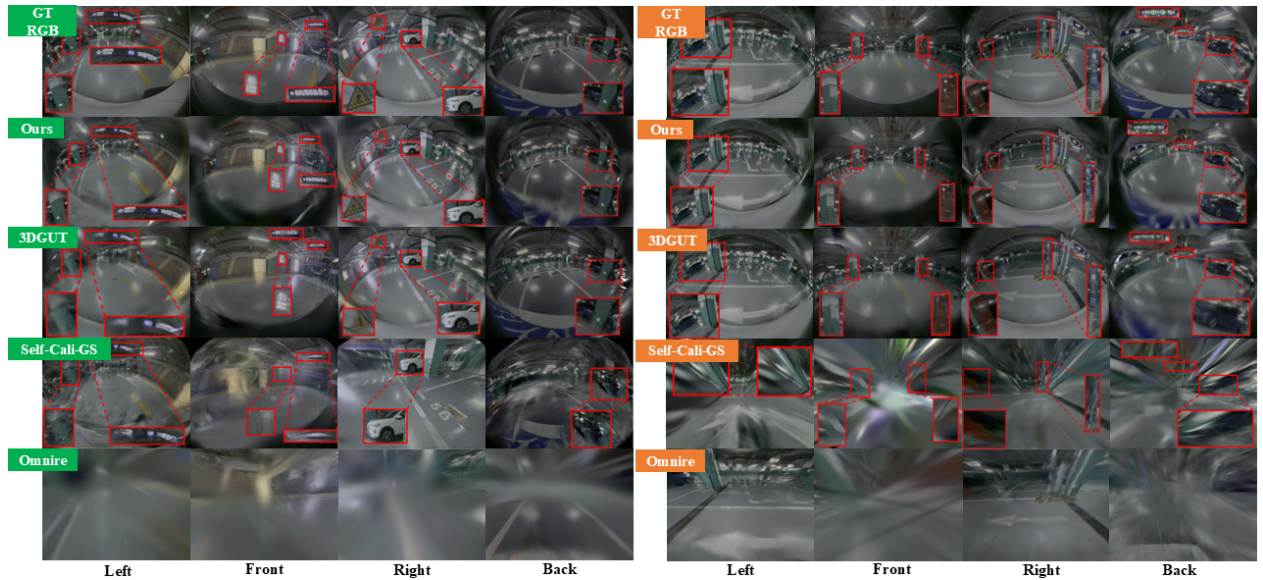 GT
RGB
GT
RGB
Ours
Ours
3DGUT
3DGUT
Self-Cali-GS
Self-Cali-GS
Omnire
Omnire
Left
Front
Right
Back
Left
Front
Right
Back